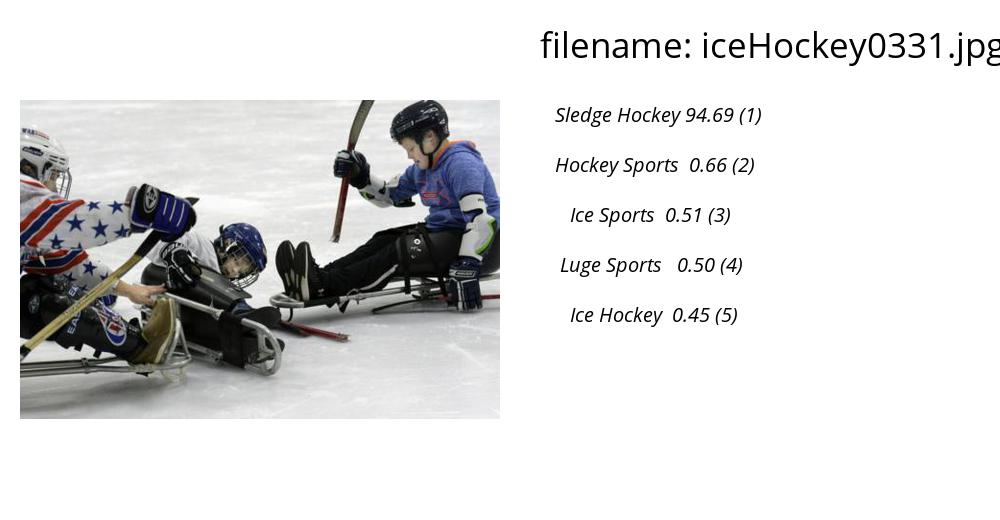 filename: iceHockey0331.jpg
Sledge Hockey 94.69 (1)
Hockey Sports 0.66 (2)
Ice Sports 0.51 (3)
Luge Sports 0.50 (4)
Ice Hockey 0.45 (5)